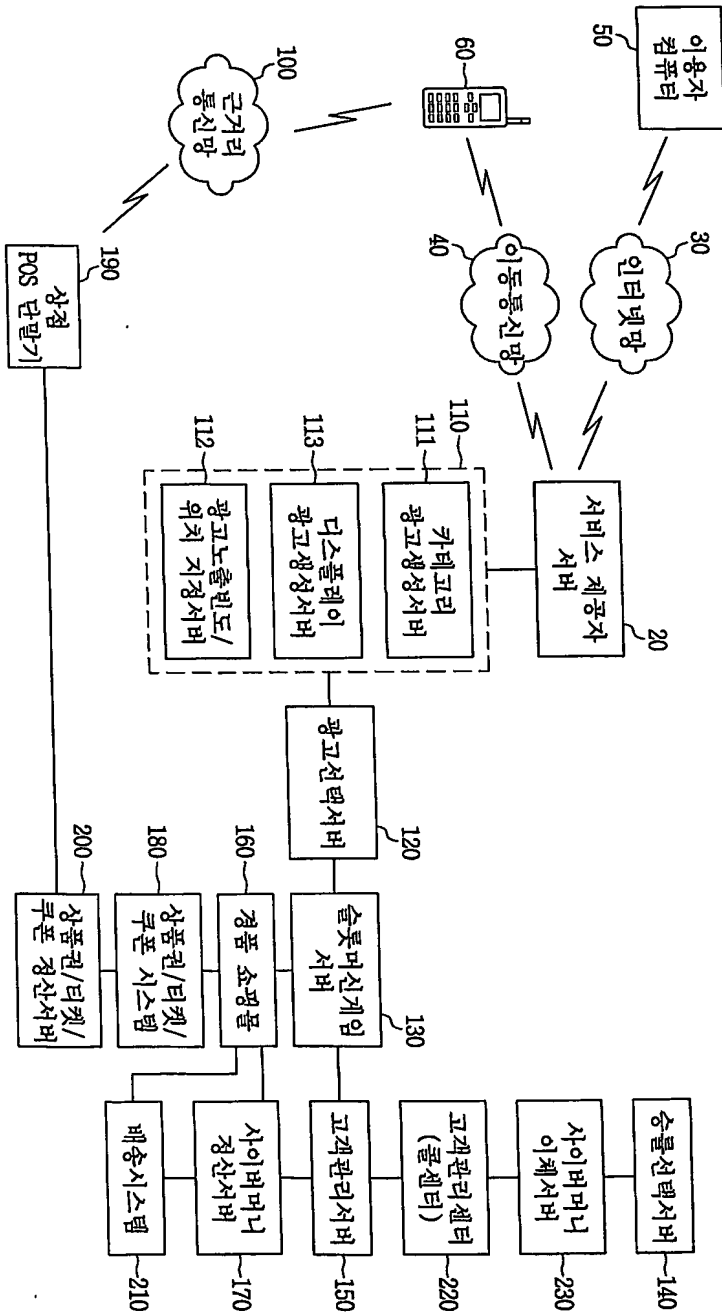 이용자
컴퓨터
50
60
근거리
통신망
100
인터넷망
30
이동통신망
40
상점
POS 단말기
190
서비스 제공자
서버
20
110
카테고리
광고생성서버
111
디스플레이
광고생성서버
113
광고노출빈도/
위치 지정서버
112
광고선택서버
120
슬롯머신게임
서버
130
경품 쇼핑몰
160
상품권/티켓/
쿠폰 시스템
180
상품권/티켓/
쿠폰 정산서버
200
승률선택서버
140
사이버머니
이체서버
230
고객관리센터
(콜센터)
220
고객관리서버
150
사이버머니
정산서버
170
배송시스템
210